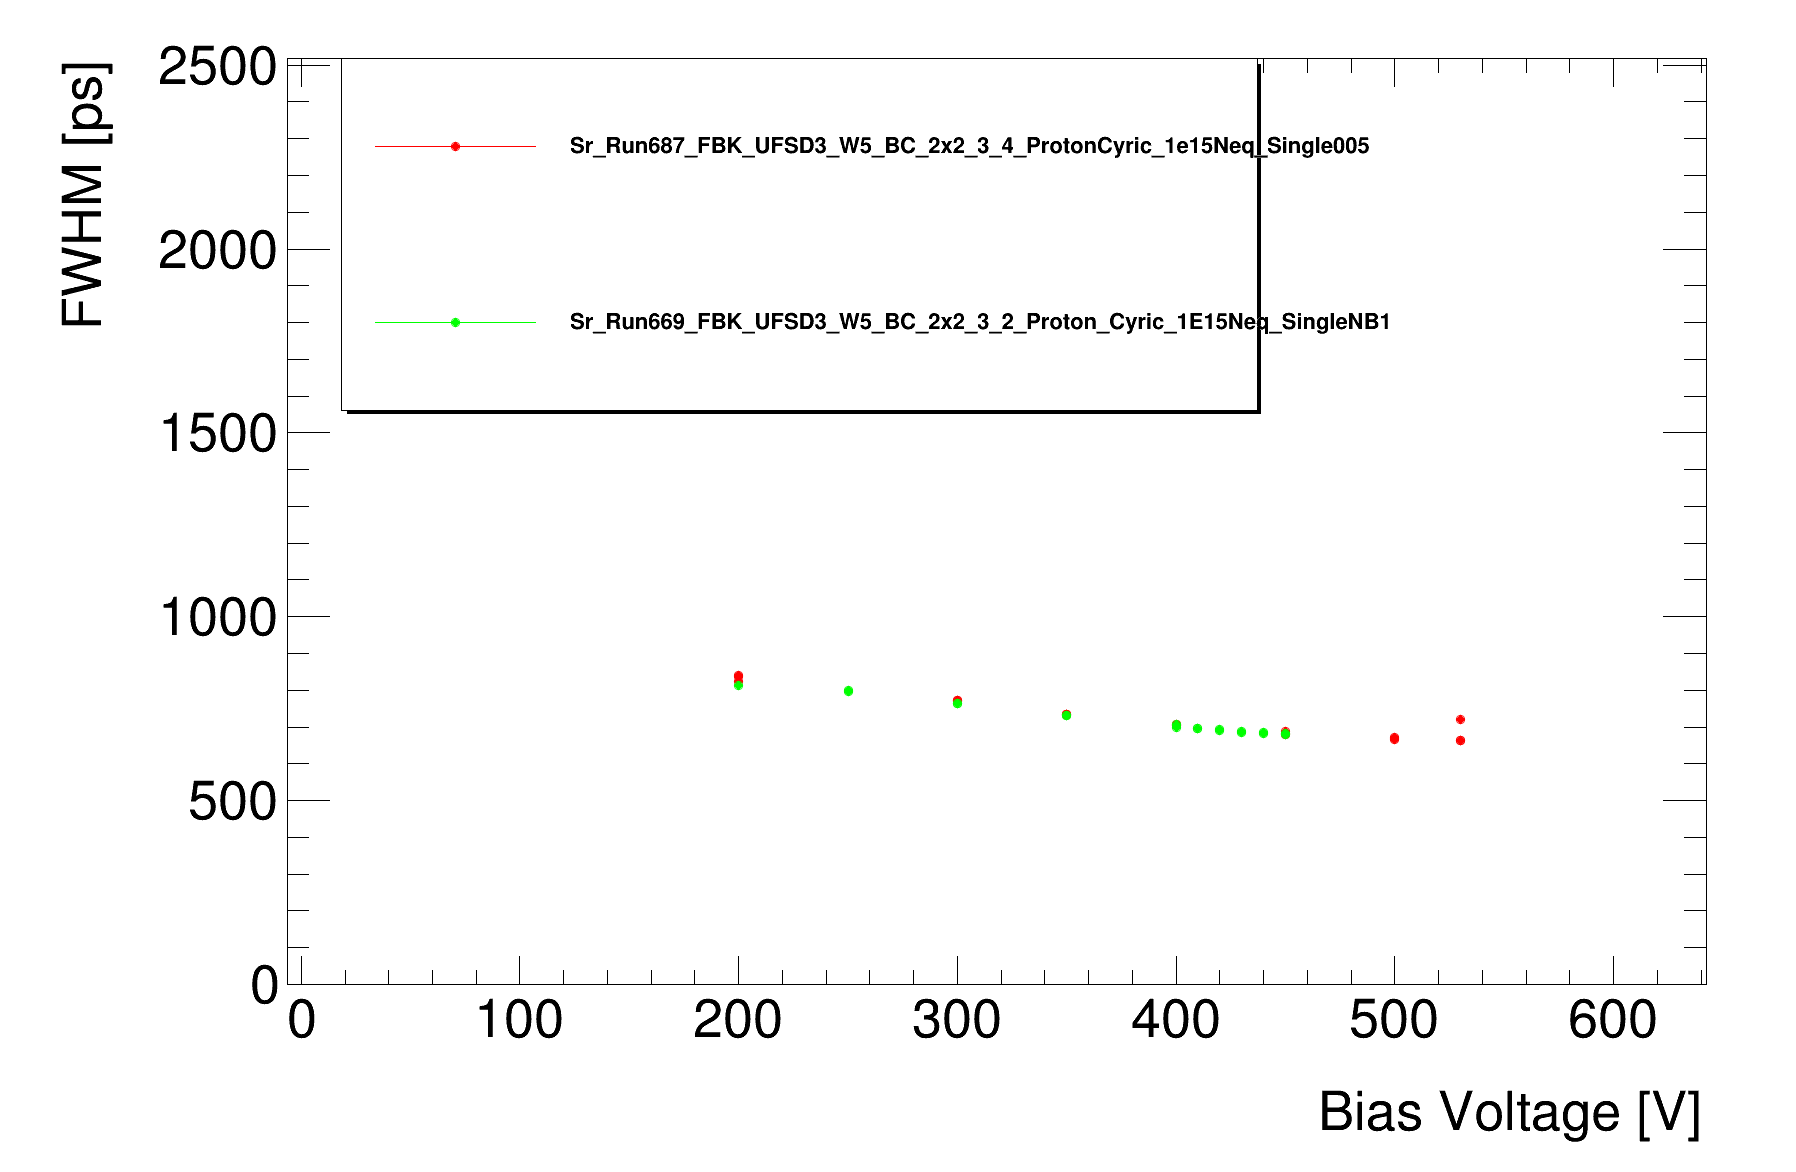 FWHM [ps]
2500
2000
1500
1000
500
0
Sr_Run687_FBK_UFSD3_W5_BC_2x2_3_4_ProtonCyric_1e15Neq_Single005
Sr_Run669_FBK_UFSD3_W5_BC_2x2_3_2_Proton_Cyric_1E15Neq_SingleNB1
0 100 200 300 400 500 600
Bias Voltage [V]